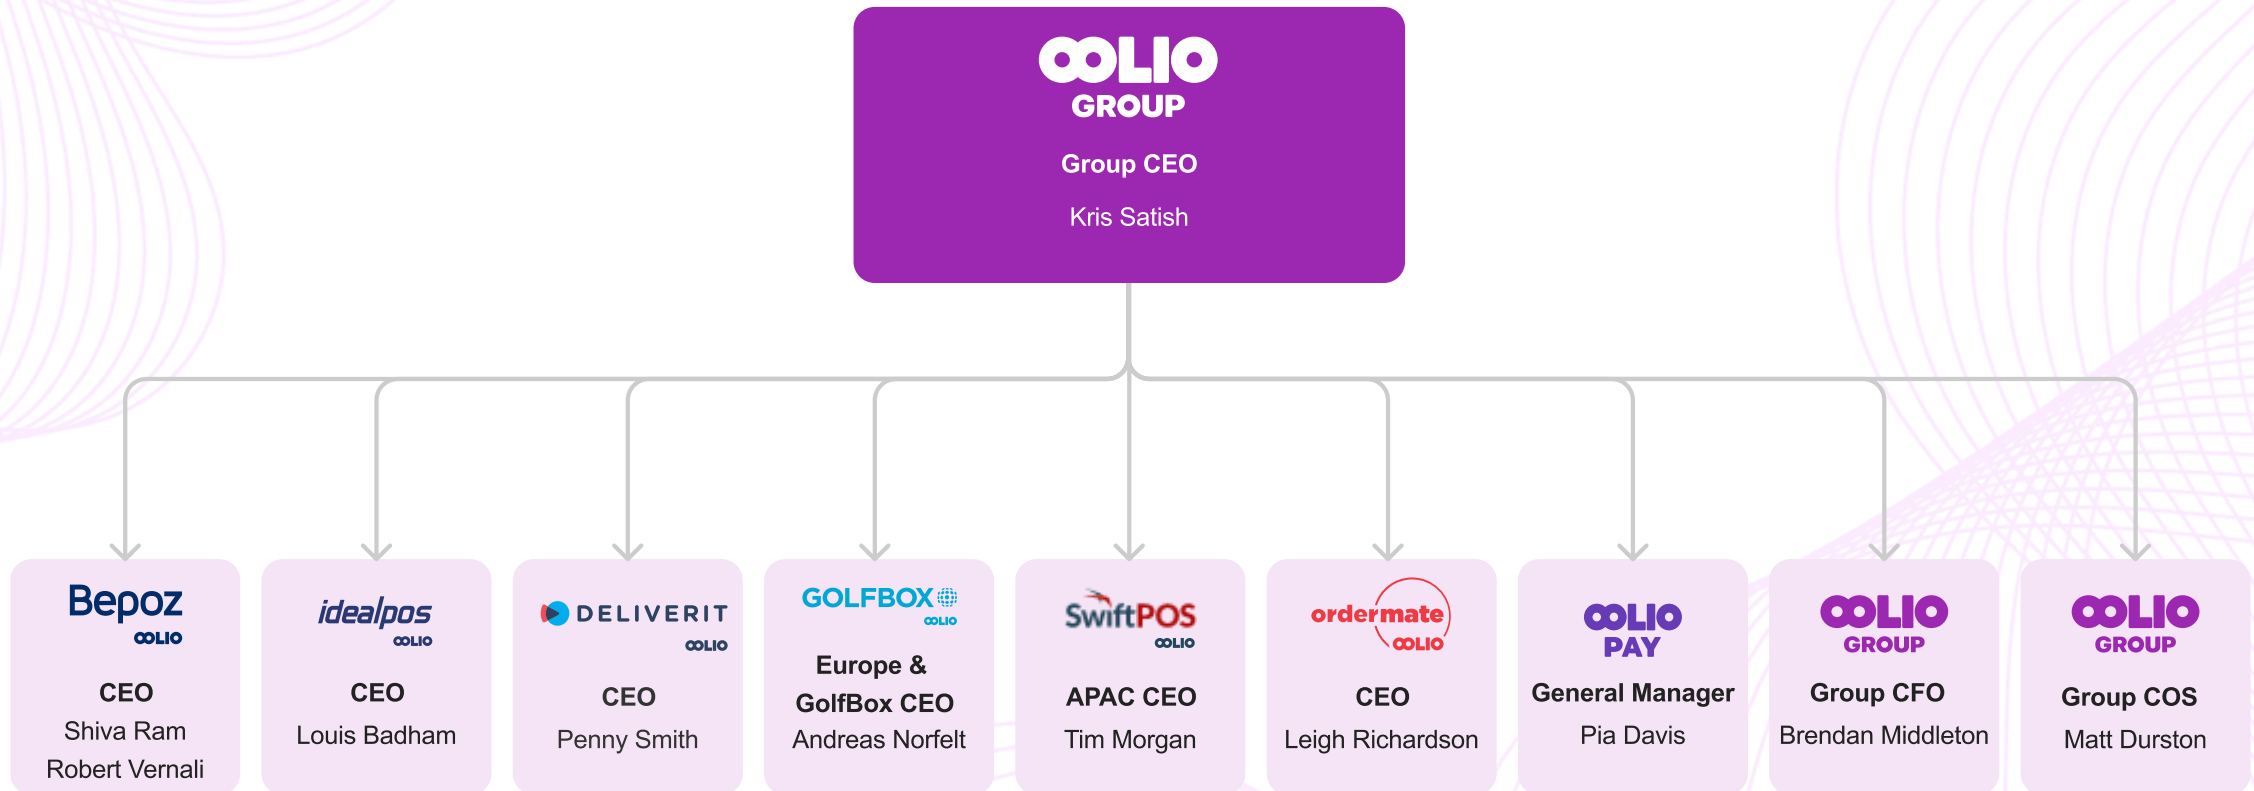 OOLIO
GROUP
Group CEO
Kris Satish
Bepoz
OOLIO
CEO
Shiva Ram
Robert Vernali
idealpos
OOLIO
CEO
Louis Badham
DELIVERIT
OOLIO
CEO
Penny Smith
GOLFBOX
OOLIO
Europe &
GolfBox CEO
Andreas Norfelt
SwiftPOS
OOLIO
APAC CEO
Tim Morgan
ordermate
OOLIO
CEO
Leigh Richardson
OOLIO
PAY
General Manager
Pia Davis
OOLIO
GROUP
Group CFO
Brendan Middleton
OOLIO
GROUP
Group COS
Matt Durston